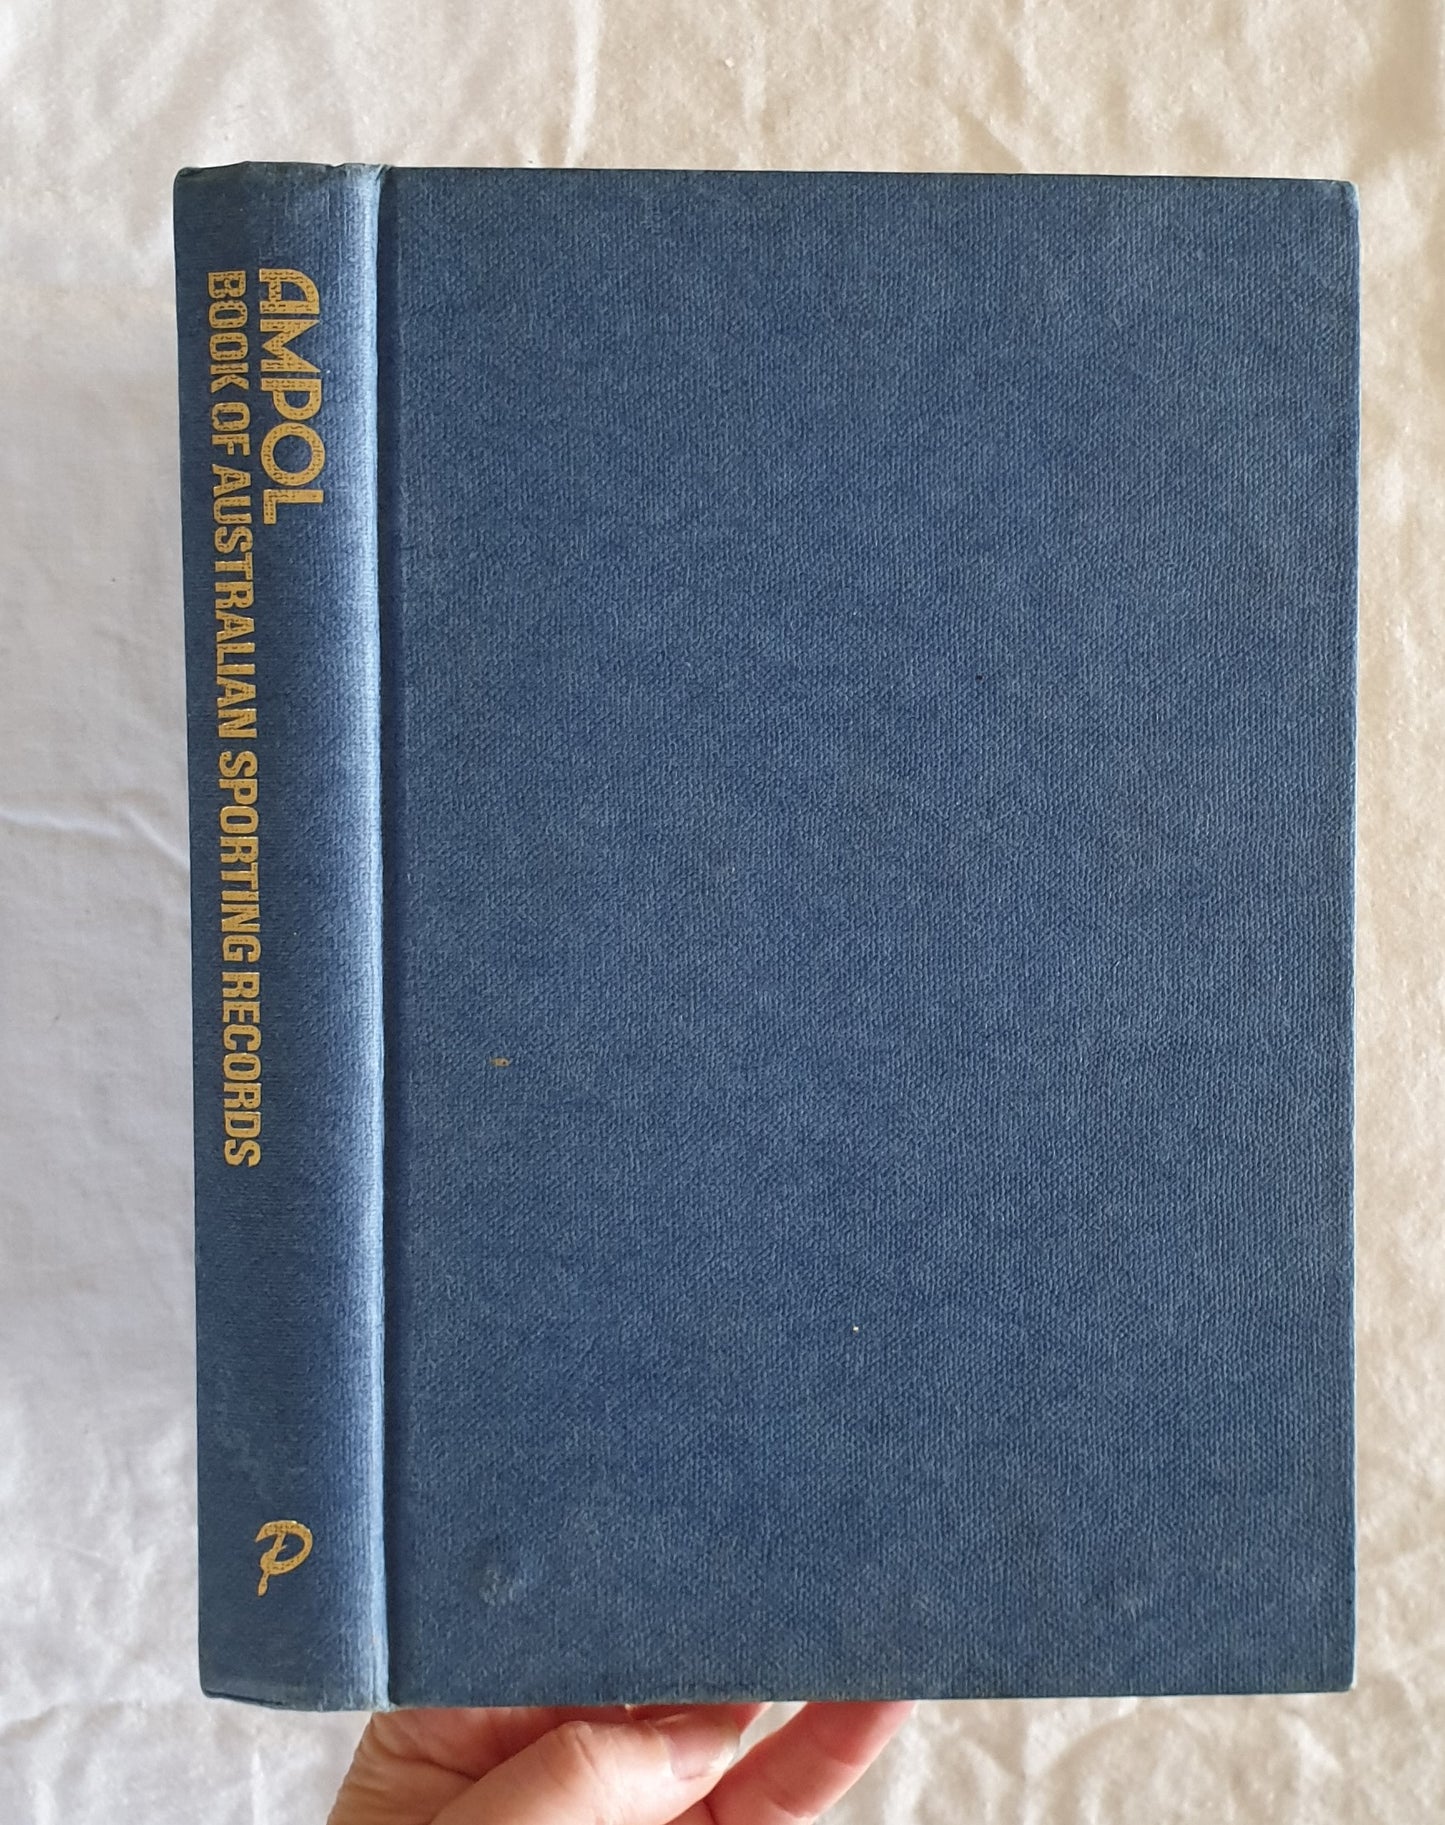 AMPOL
BOOK OF AUSTRALIAN SPORTING RECORDS
P